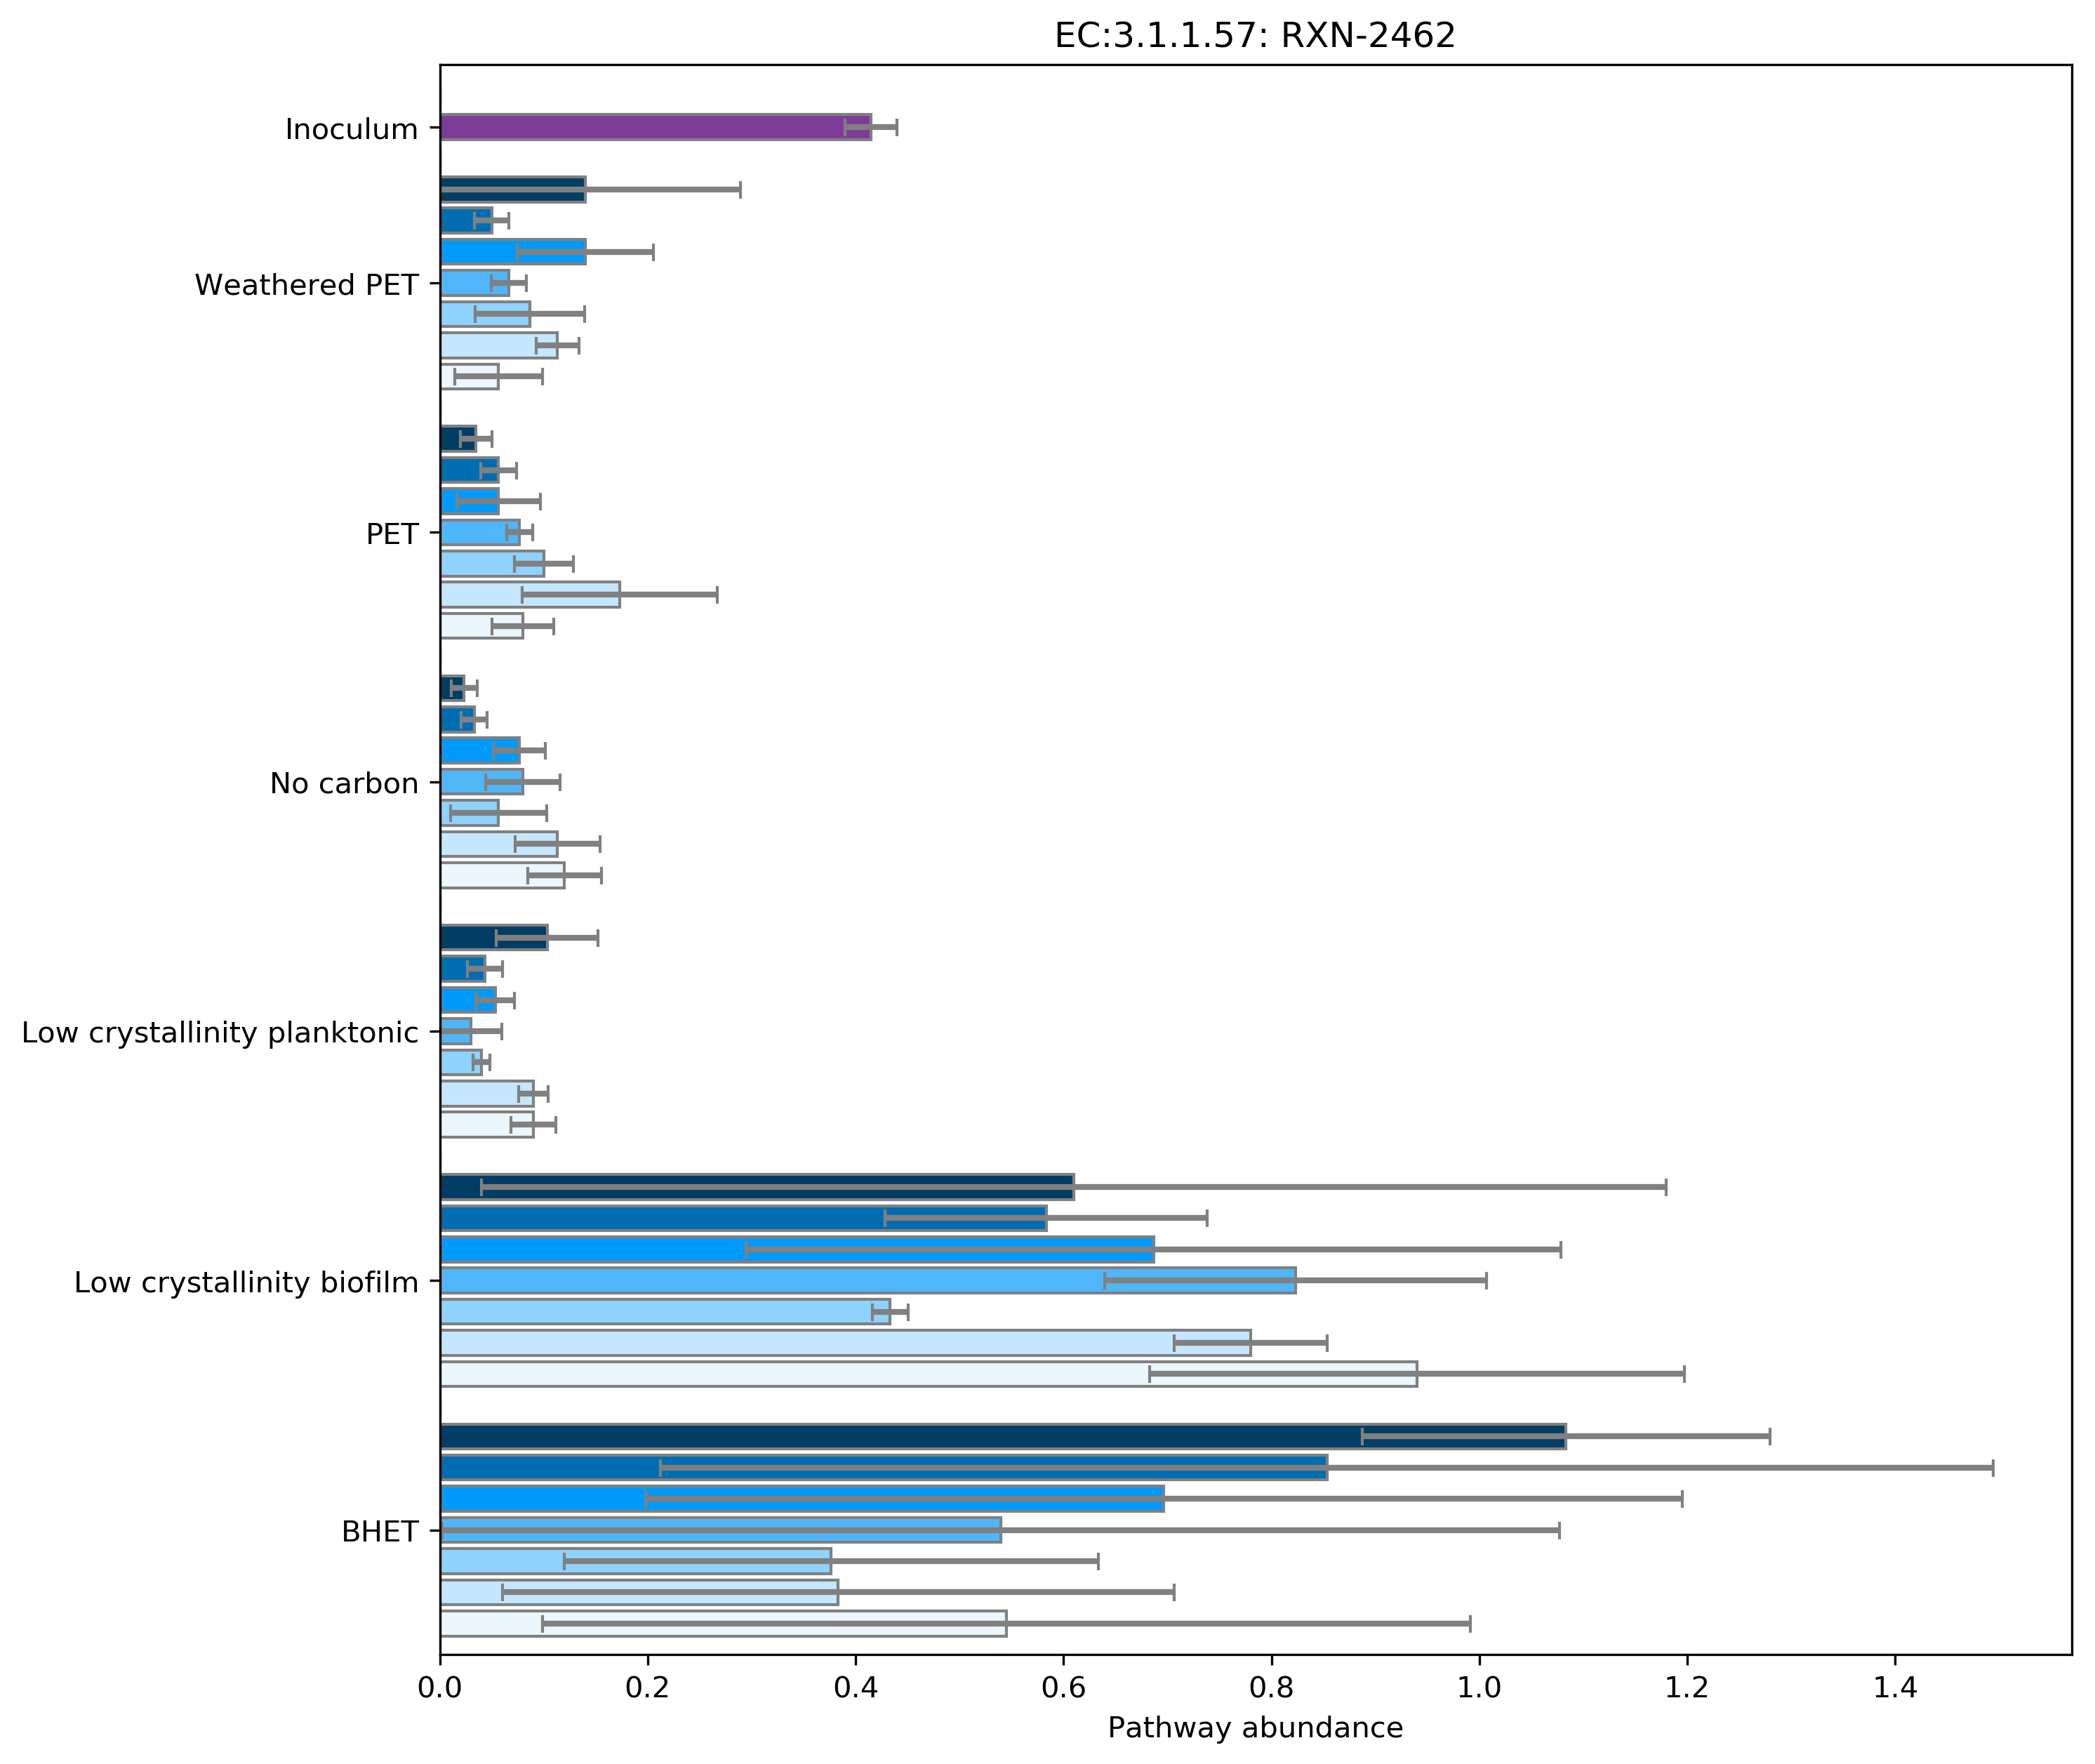 EC:3.1.1.57: RXN-2462
Inoculum
Weathered PET
PET
No carbon
Low crystallinity planktonic
Low crystallinity biofilm
BHET
0.0 0.2 0.4 0.6 0.8 1.0 1.2 1.4
Pathway abundance